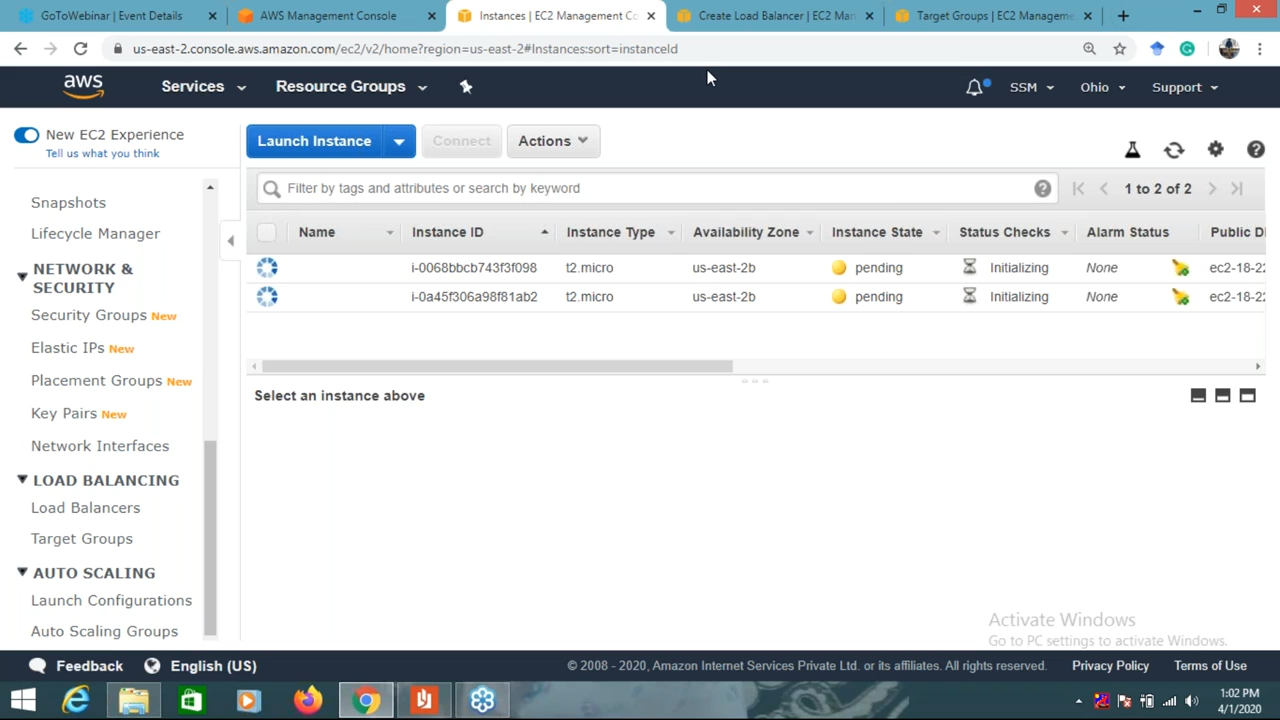 GoToWebinar | Event Details
AWS Management Console
Instances | EC2 Management Co
Create Load Balancer | EC2 Man
Target Groups | EC2 Manageme
us-east-2.console.aws.amazon.com/ec2/v2/home?region=us-east-2#Instances:sort=instanceId
aws
Services
Resource Groups
SSM
Ohio
Support
New EC2 Experience
Tell us what you think
Launch Instance
Connect
Actions
Filter by tags and attributes or search by keyword
1 to 2 of 2
Snapshots
Lifecycle Manager
NETWORK &
SECURITY
Security Groups New
Elastic IPs New
Placement Groups New
Key Pairs New
Network Interfaces
LOAD BALANCING
Load Balancers
Target Groups
AUTO SCALING
Launch Configurations
Auto Scaling Groups
Name Instance ID Instance Type Availability Zone Instance State Status Checks Alarm Status Public D
i-0068bbcb743f3f098 t2.micro us-east-2b pending Initializing None ec2-18-22
i-0a45f306a98f81ab2 t2.micro us-east-2b pending Initializing None ec2-18-22
Select an instance above
Activate Windows
Go to PC settings to activate Windows.
Feedback
English (US)
© 2008 - 2020, Amazon Internet Services Private Ltd. or its affiliates. All rights reserved.
Privacy Policy
Terms of Use
1:02 PM
4/1/2020